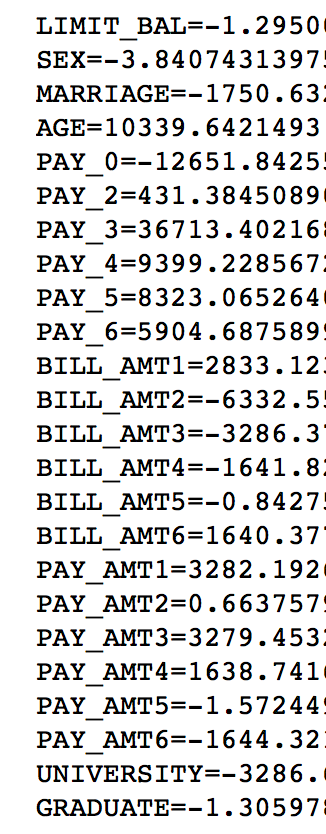 LIMIT_BAL=-1.2950
SEX=-3.8407431397
MARRIAGE=-1750.63
AGE=10339.6421493
PAY_0=-12651.8425
PAY_2=431.3845089
PAY_3=36713.40216
PAY_4=9399.228567
PAY_5=8323.065264
PAY_6=5904.687589
BILL_AMT1=2833.12
BILL_AMT2=-6332.5
BILL_AMT3=-3286.3
BILL_AMT4=-1641.8
BILL_AMT5=-0.8427
BILL_AMT6=1640.37
PAY_AMT1=3282.192
PAY_AMT2=0.663757
PAY_AMT3=3279.453
PAY_AMT4=1638.741
PAY_AMT5=-1.57244
PAY_AMT6=-1644.32
UNIVERSITY=-3286.
GRADUATE=-1.30597